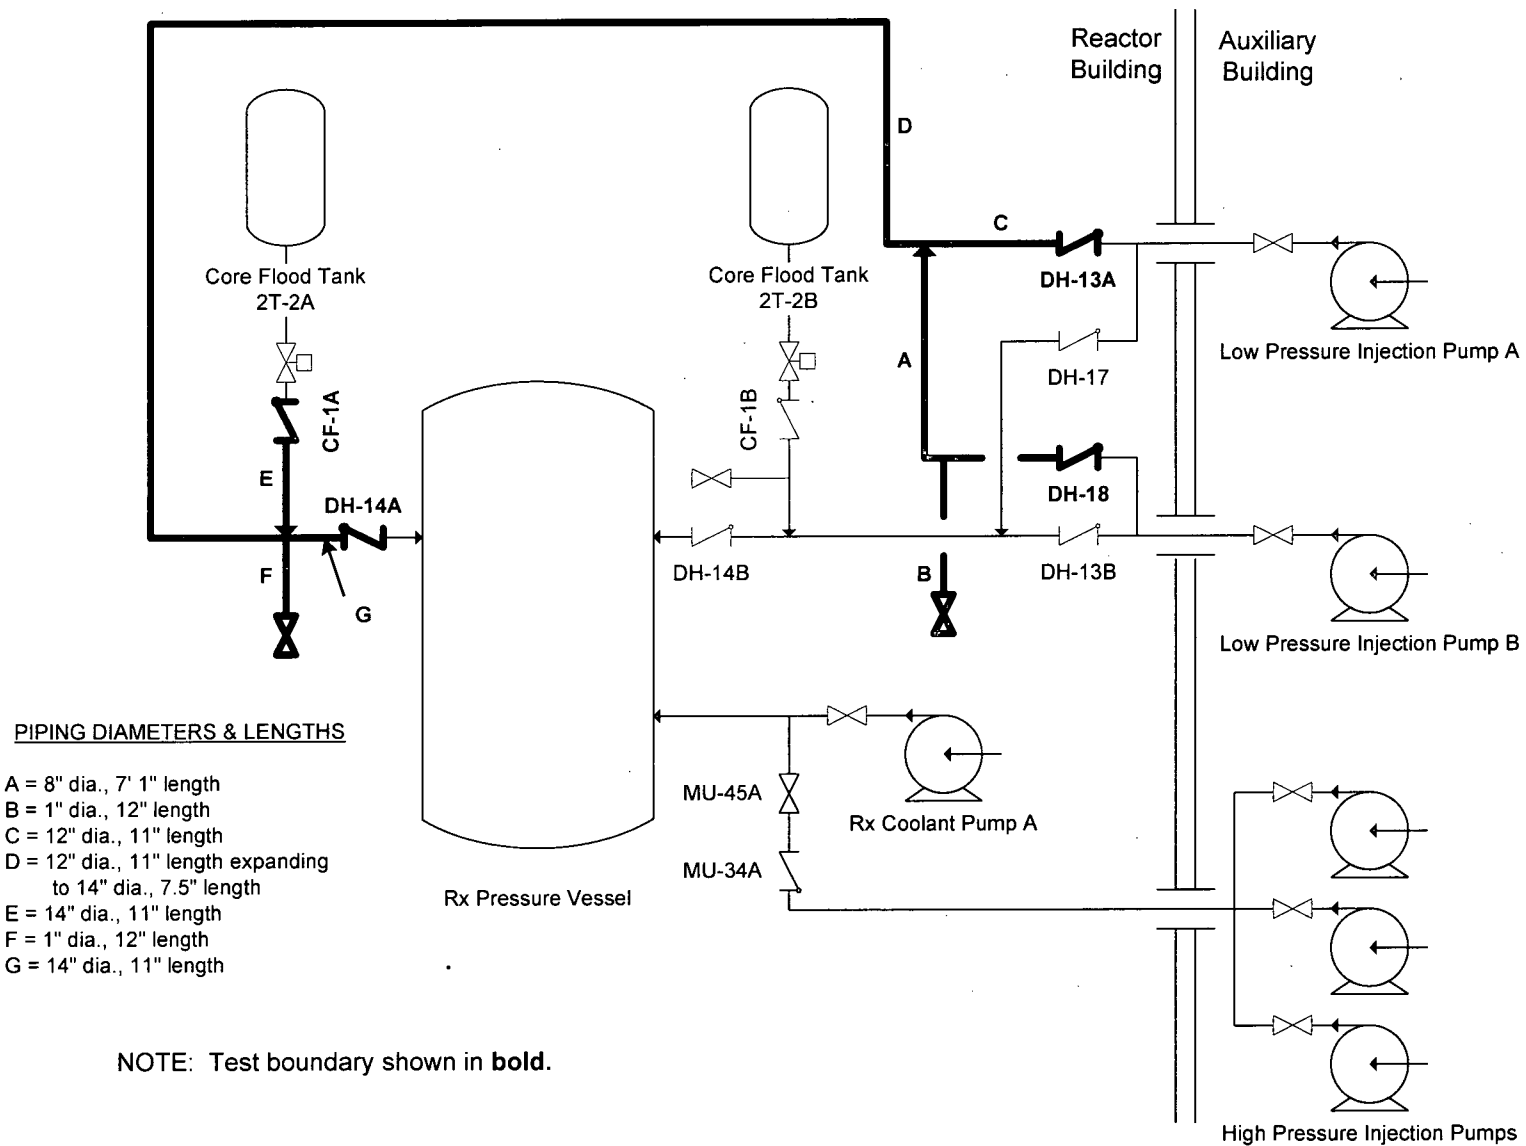 Reactor
Building
Auxiliary
Building
D
C
Core Flood Tank
2T-2A
Core Flood Tank
2T-2B
DH-13A
Low Pressure Injection Pump A
A
DH-17
CF-1A
CF-1B
E
DH-14A
DH-18
F
G
DH-14B
B
DH-13B
Low Pressure Injection Pump B
PIPING DIAMETERS & LENGTHS
A = 8" dia., 7' 1" length
B = 1" dia., 12" length
C = 12" dia., 11" length
D = 12" dia., 11" length expanding
to 14" dia., 7.5" length
E = 14" dia., 11" length
F = 1" dia., 12" length
G = 14" dia., 11" length
MU-45A
Rx Coolant Pump A
MU-34A
Rx Pressure Vessel
NOTE: Test boundary shown in bold.
High Pressure Injection Pumps